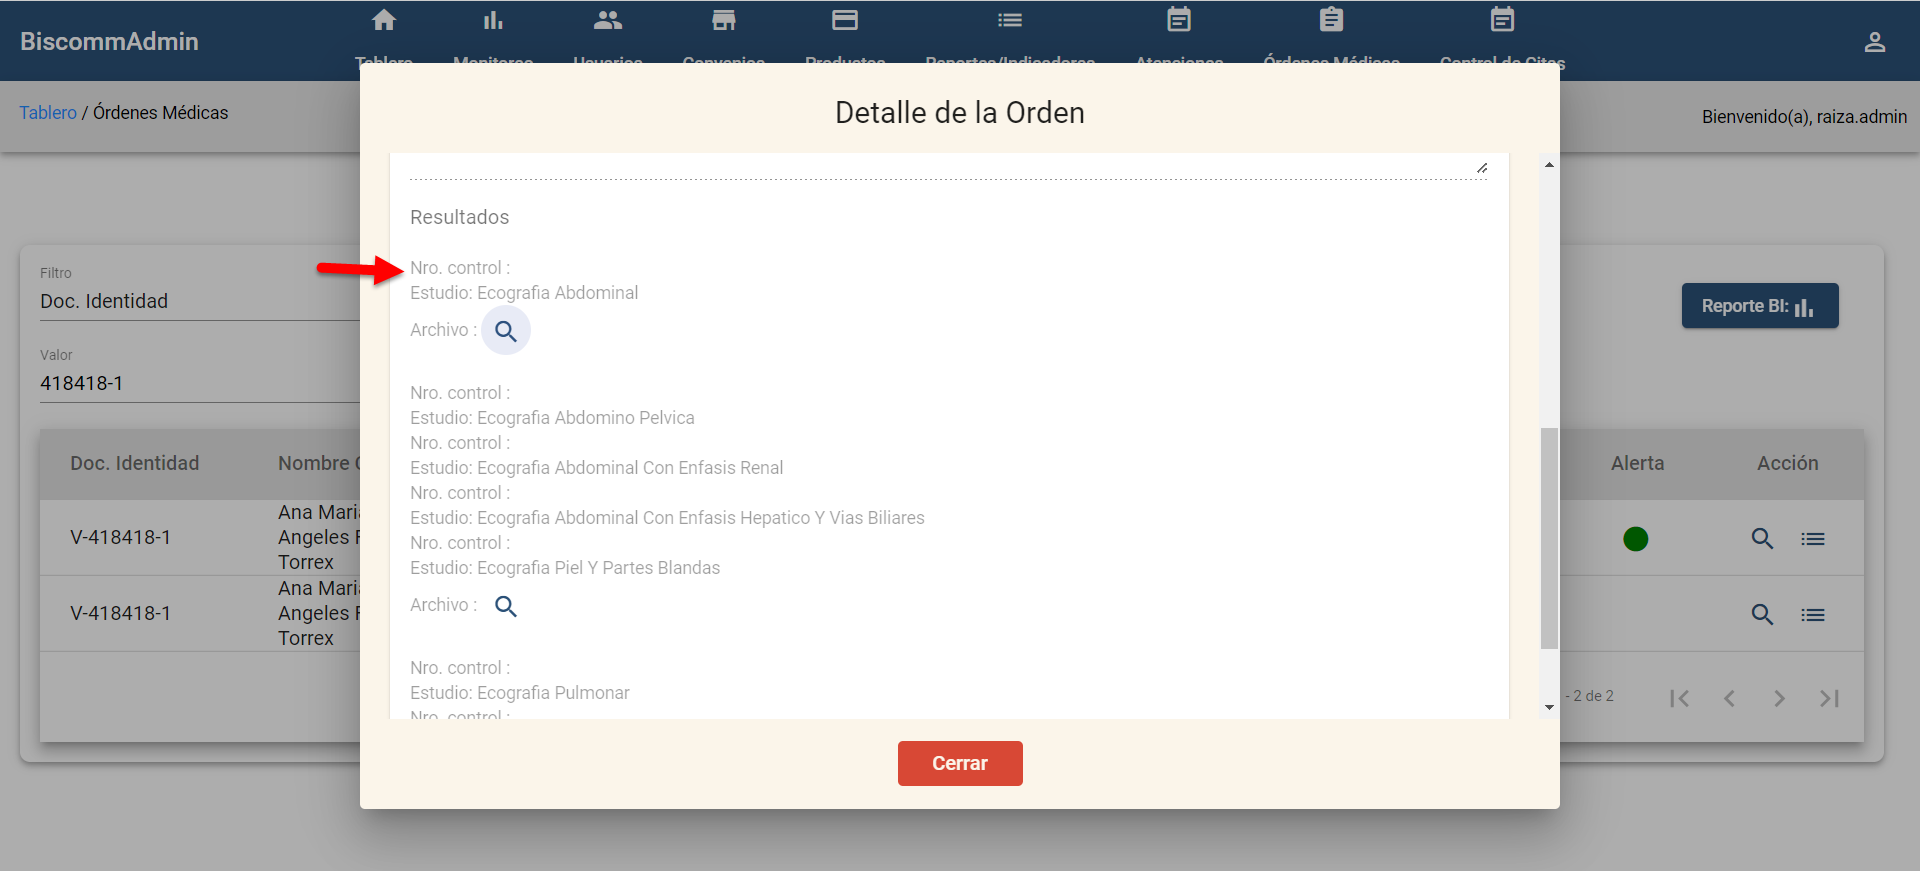 BiscommAdmin
Tablero
Monitoreo
Usuarios
Convenios
Productos
Reportes/Indicadores
Atenciones
Órdenes Médicas
Control de Citas
Tablero / Órdenes Médicas
Bienvenido(a), raiza.admin
Detalle de la Orden
Resultados
Nro. control :
Estudio: Ecografia Abdominal
Archivo :
Nro. control :
Estudio: Ecografia Abdomino Pelvica
Nro. control :
Estudio: Ecografia Abdominal Con Enfasis Renal
Nro. control :
Estudio: Ecografia Abdominal Con Enfasis Hepatico Y Vias Biliares
Nro. control :
Estudio: Ecografia Piel Y Partes Blandas
Archivo :
Nro. control :
Estudio: Ecografia Pulmonar
Nro. control :
Cerrar
Filtro
Doc. Identidad
Valor
418418-1
Reporte BI:
Doc. Identidad
Nombre
Alerta
Acción
V-418418-1
Ana Mari
Angeles
Torrex
V-418418-1
Ana Mari
Angeles
Torrex
- 2 de 2